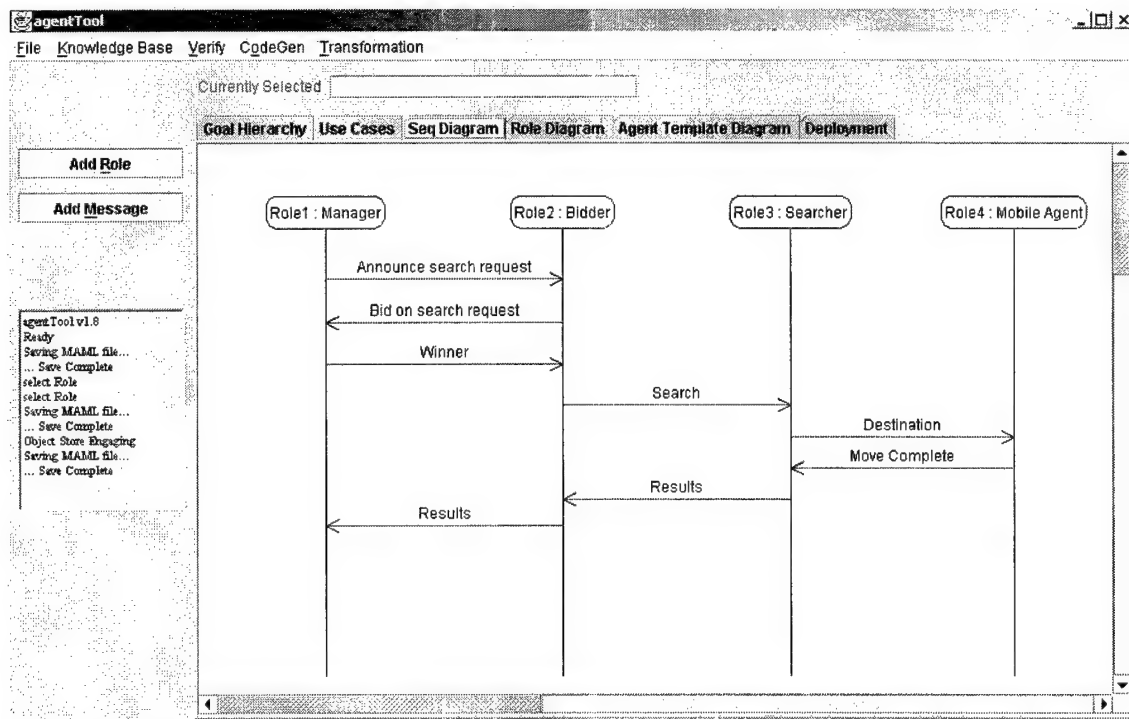 agentTool
File Knowledge Base Verify CodeGen Transformation
Currently Selected
Goal Hierarchy Use Cases Seq Diagram Role Diagram Agent Template Diagram Deployment
Add Role
Add Message
Role1 : Manager Role2 : Bidder Role3 : Searcher Role4 : Mobile Agent
Announce search request
Bid on search request
Winner
Search
Destination
Move Complete
Results
Results
agentTool v1.8
Ready
Saving MAML file...
... Save Complete
select Role
select Role
Saving MAML file...
... Save Complete
Object Store Engaging
Saving MAML file...
... Save Complete